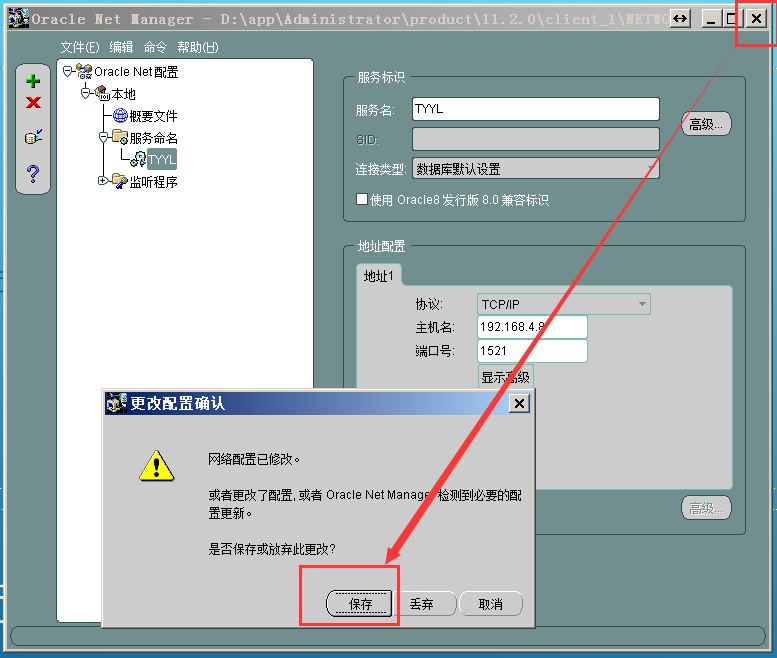 Oracle Net Manager - D:\app\Administrator\product\11.2.0\client_1\NETWO
文件(F) 编辑 命令 帮助(H)
Oracle Net 配置
本地
概要文件
服务命名
TYYL
监听程序
服务标识
服务名:
TYYL
高级...
SID:
连接类型:
数据库默认设置
使用 Oracle8 发行版 8.0 兼容标识
地址配置
地址1
协议:
TCP/IP
主机名:
192.168.4.8
端口号:
1521
显示高级
高级...
更改配置确认
网络配置已修改。
或者更改了配置, 或者 Oracle Net Manager 检测到必要的配
置更新。
是否保存或放弃此更改?
保存
丢弃
取消